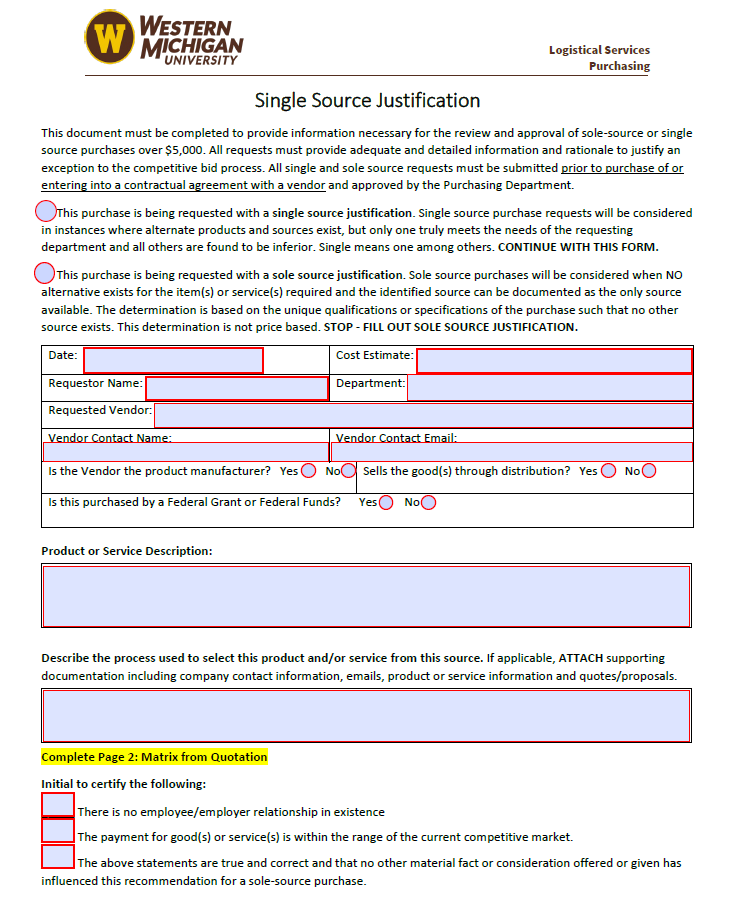 W
WESTERN
MICHIGAN
UNIVERSITY
Logistical Services
Purchasing
Single Source Justification
This document must be completed to provide information necessary for the review and approval of sole-source or single
source purchases over $5,000. All requests must provide adequate and detailed information and rationale to justify an
exception to the competitive bid process. All single and sole source requests must be submitted prior to purchase of or
entering into a contractual agreement with a vendor and approved by the Purchasing Department.
This purchase is being requested with a single source justification. Single source purchase requests will be considered
in instances where alternate products and sources exist, but only one truly meets the needs of the requesting
department and all others are found to be inferior. Single means one among others. CONTINUE WITH THIS FORM.
This purchase is being requested with a sole source justification. Sole source purchases will be considered when NO
alternative exists for the item(s) or service(s) required and the identified source can be documented as the only source
available. The determination is based on the unique qualifications or specifications of the purchase such that no other
source exists. This determination is not price based. STOP - FILL OUT SOLE SOURCE JUSTIFICATION.
Date: Cost Estimate:
Requestor Name: Department:
Requested Vendor:
Vendor Contact Name: Vendor Contact Email:
Is the Vendor the product manufacturer? Yes No Sells the good(s) through distribution? Yes No
Is this purchased by a Federal Grant or Federal Funds? Yes No
Product or Service Description:
Describe the process used to select this product and/or service from this source. If applicable, ATTACH supporting
documentation including company contact information, emails, product or service information and quotes/proposals.
Complete Page 2: Matrix from Quotation
Initial to certify the following:
There is no employee/employer relationship in existence
The payment for good(s) or service(s) is within the range of the current competitive market.
The above statements are true and correct and that no other material fact or consideration offered or given has
influenced this recommendation for a sole-source purchase.